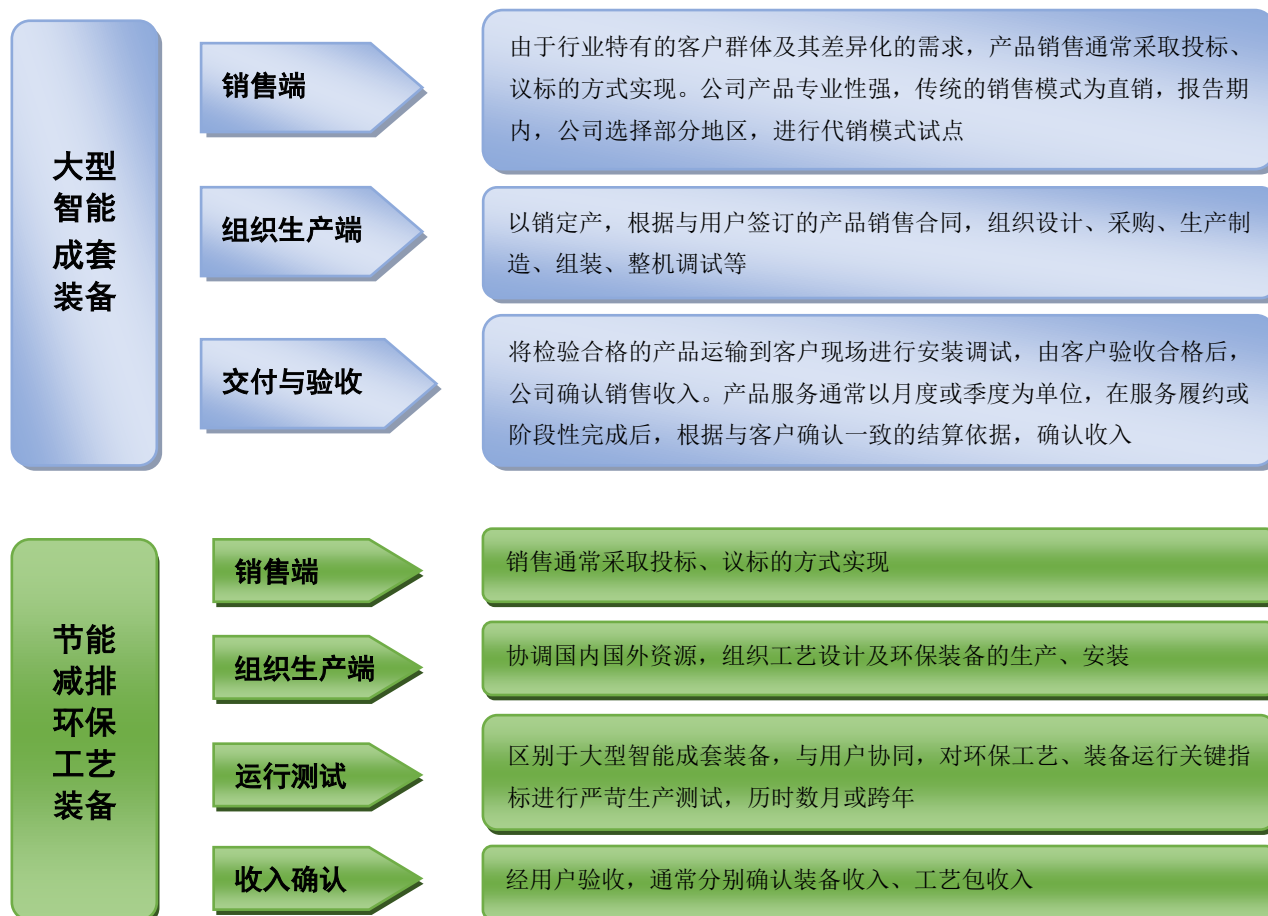 大型
智能
成套
装备
销售端
由于行业特有的客户群体及其差异化的需求，产品销售通常采取投标、
议标的方式实现。公司产品专业性强，传统的销售模式为直销，报告期
内，公司选择部分地区，进行代销模式试点
组织生产端
以销定产，根据与用户签订的产品销售合同，组织设计、采购、生产制
造、组装、整机调试等
交付与验收
将检验合格的产品运输到客户现场进行安装调试，由客户验收合格后，
公司确认销售收入。产品服务通常以月度或季度为单位，在服务履约或
阶段性完成后，根据与客户确认一致的结算依据，确认收入
节能
减排
环保
工艺
装备
销售端
销售通常采取投标、议标的方式实现
组织生产端
协调国内国外资源，组织工艺设计及环保装备的生产、安装
运行测试
区别于大型智能成套装备，与用户协同，对环保工艺、装备运行关键指
标进行严苛生产测试，历时数月或跨年
收入确认
经用户验收，通常分别确认装备收入、工艺包收入